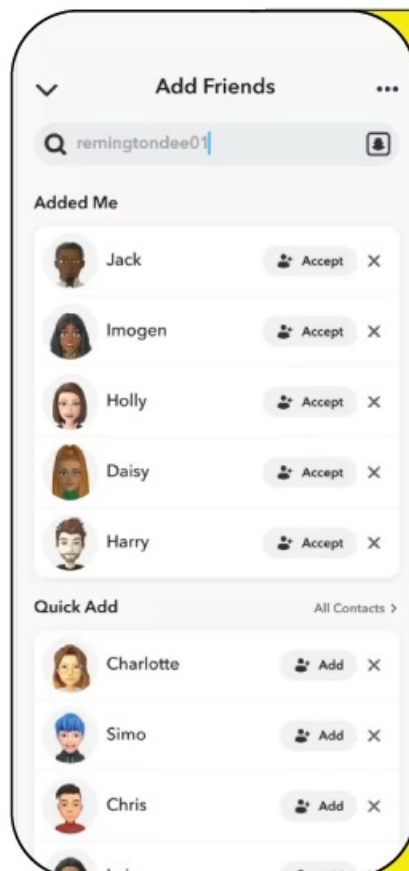 Add Friends
remingtondee01
Added Me
Jack Accept
Imogen Accept
Holly Accept
Daisy Accept
Harry Accept
Quick Add All Contacts >
Charlotte Add
Simo Add
Chris Add